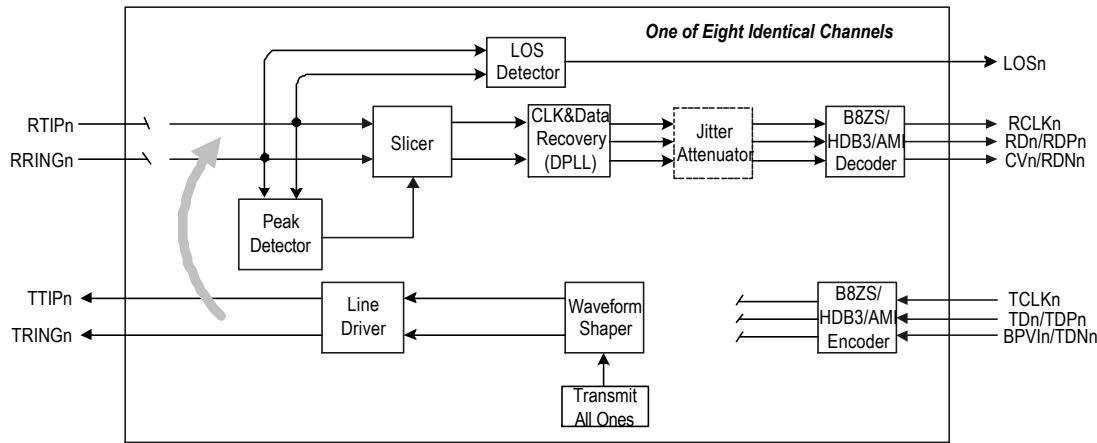 One of Eight Identical Channels
LOS
Detector
LOSn
RTIPn
RRINGn
Slicer
CLK&Data
Recovery
(DPLL)
Jitter
Attenuator
B8ZS/
HDB3/AMI
Decoder
RCLKn
RDn/RDPn
CVn/RDNn
Peak
Detector
TTIPn
TRINGn
Line
Driver
Waveform
Shaper
B8ZS/
HDB3/AMI
Encoder
TCLKn
TDn/TDPn
BPVIn/TDNn
Transmit
All Ones